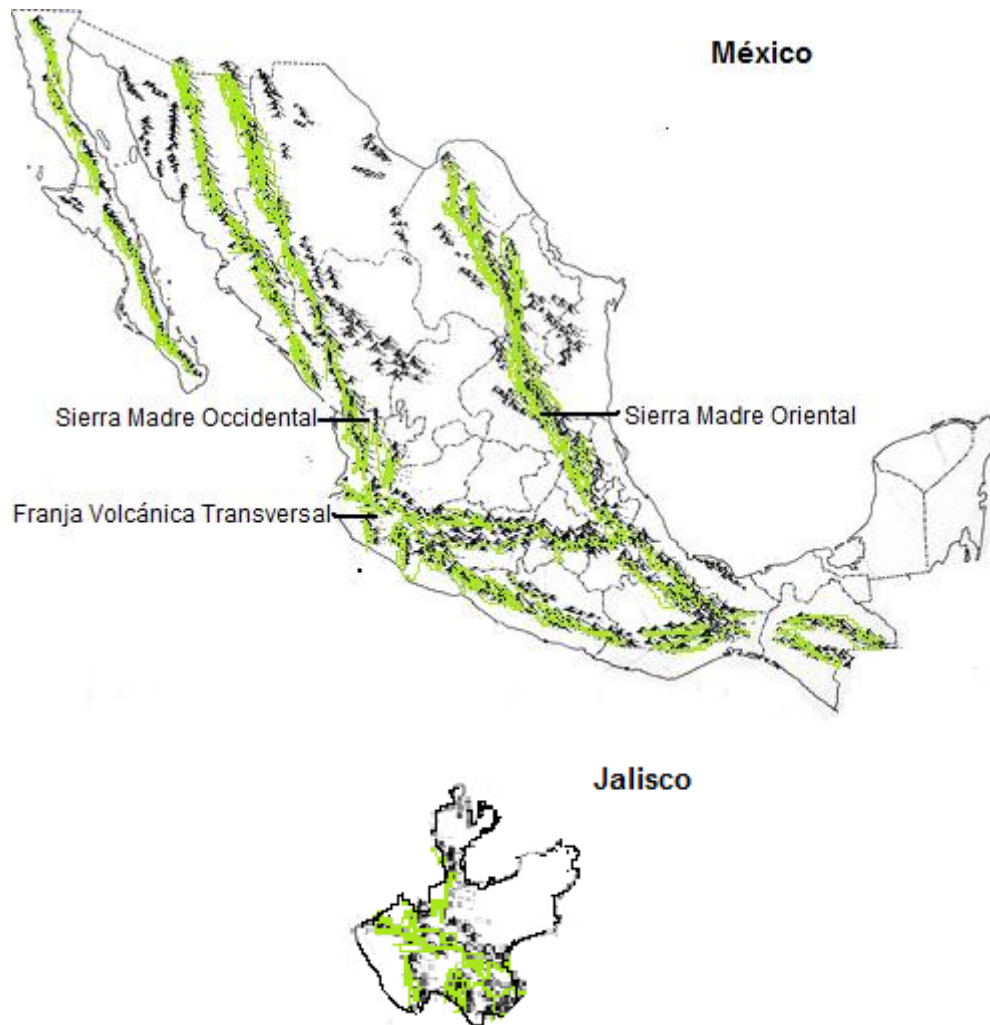 México
Sierra Madre Occidental
Sierra Madre Oriental
Franja Volcánica Transversal
Jalisco